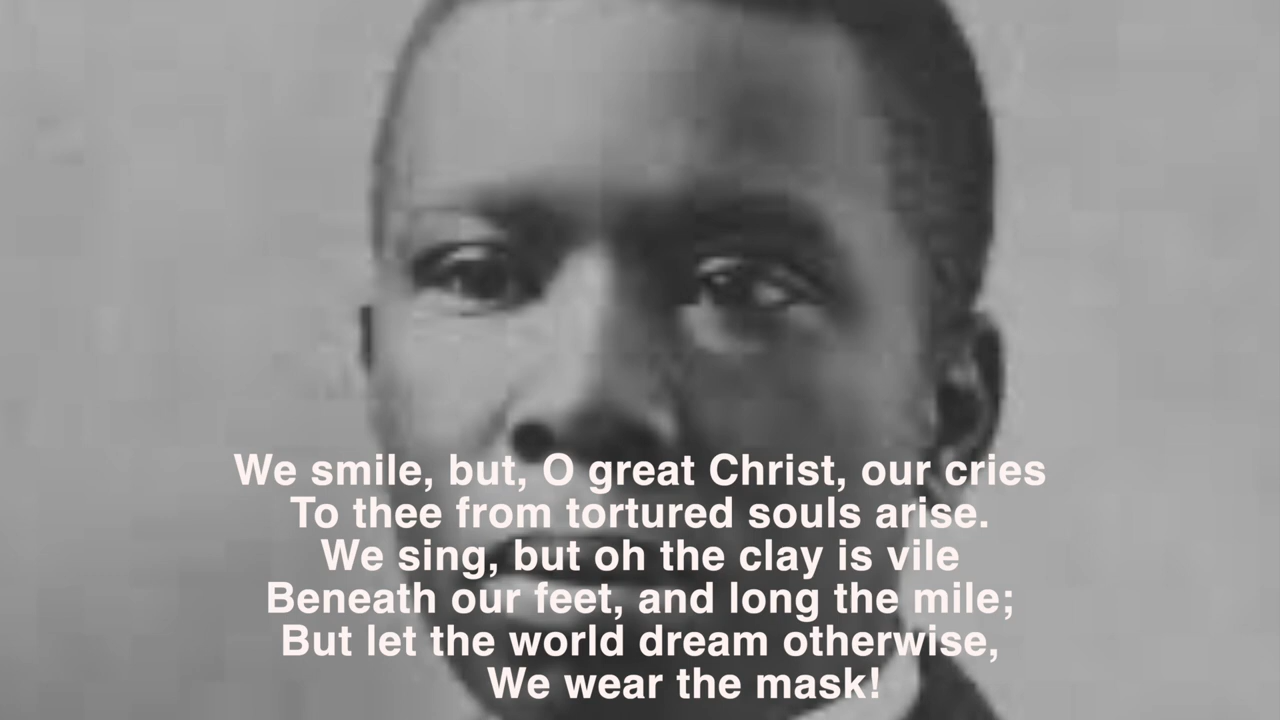 We smile, but, O great Christ, our cries
To thee from tortured souls arise.
We sing, but oh the clay is vile
Beneath our feet, and long the mile;
But let the world dream otherwise,
We wear the mask!